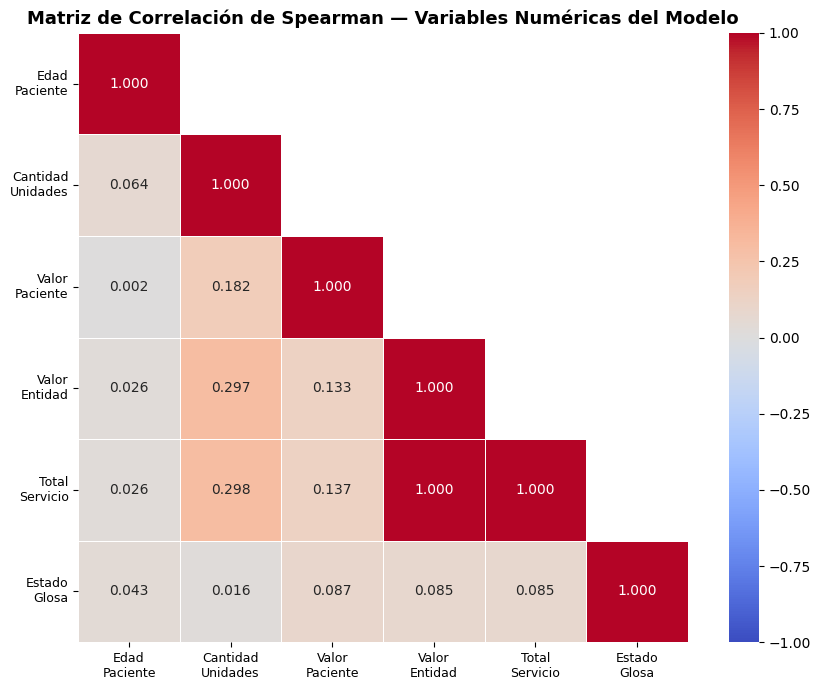 Matriz de Correlación de Spearman — Variables Numéricas del Modelo
Edad
Paciente
1.000
Cantidad
Unidades
0.064
1.000
Valor
Paciente
0.002
0.182
1.000
Valor
Entidad
0.026
0.297
0.133
1.000
Total
Servicio
0.026
0.298
0.137
1.000
1.000
Estado
Glosa
0.043
0.016
0.087
0.085
0.085
1.000
Edad
Paciente
Cantidad
Unidades
Valor
Paciente
Valor
Entidad
Total
Servicio
Estado
Glosa
1.00
0.75
0.50
0.25
0.00
−0.25
−0.50
−0.75
−1.00